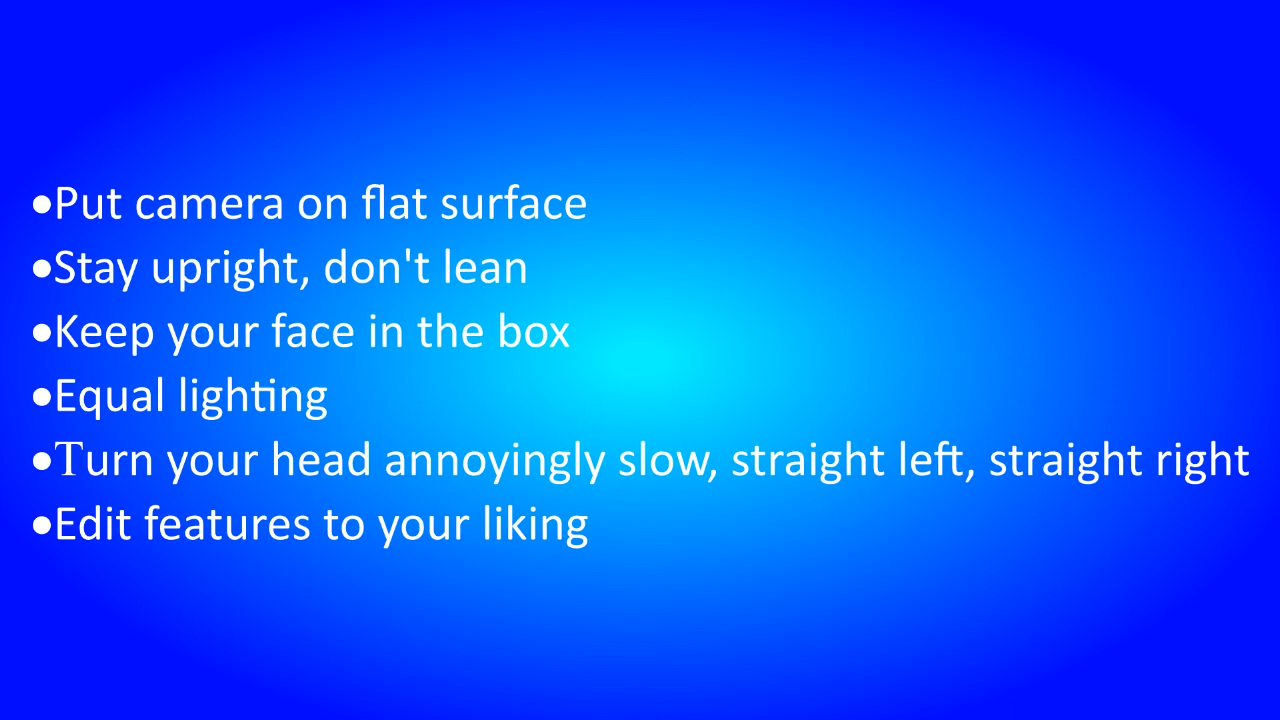 •Put camera on flat surface
•Stay upright, don't lean
•Keep your face in the box
•Equal lighting
•Turn your head annoyingly slow, straight left, straight right
•Edit features to your liking